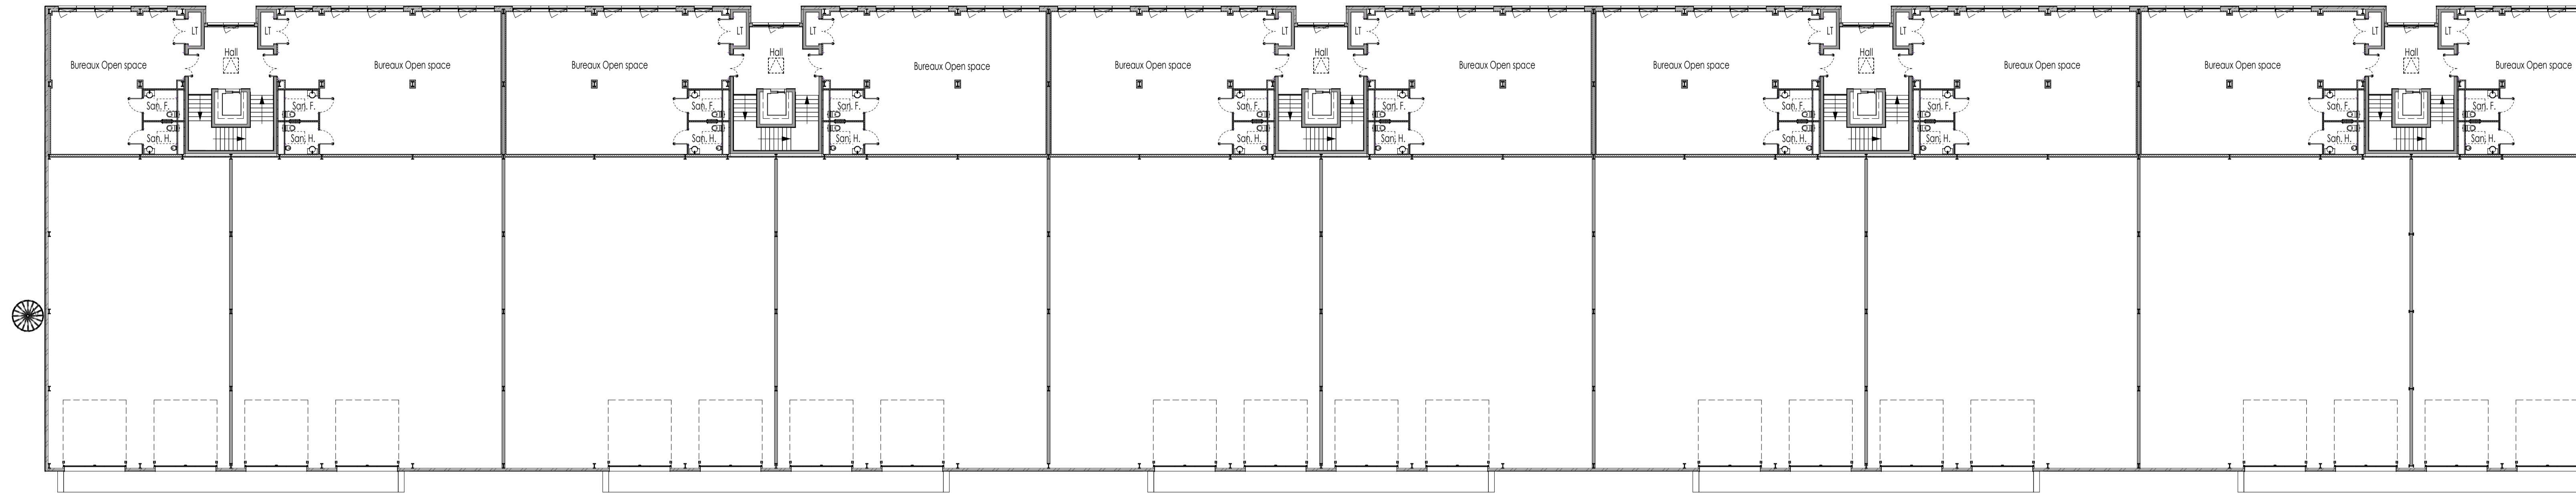 LT
LT
Hall
Bureaux Open space
Bureaux Open space
San. F.
San. F.
San. H.
San. H.
LT
LT
Hall
Bureaux Open space
Bureaux Open space
San. F.
San. F.
San. H.
San. H.
LT
LT
Hall
Bureaux Open space
Bureaux Open space
San. F.
San. F.
San. H.
San. H.
LT
LT
Hall
Bureaux Open space
Bureaux Open space
San. F.
San. F.
San. H.
San. H.
LT
LT
Hall
Bureaux Open space
Bureaux Open space
San. F.
San. F.
San. H.
San. H.